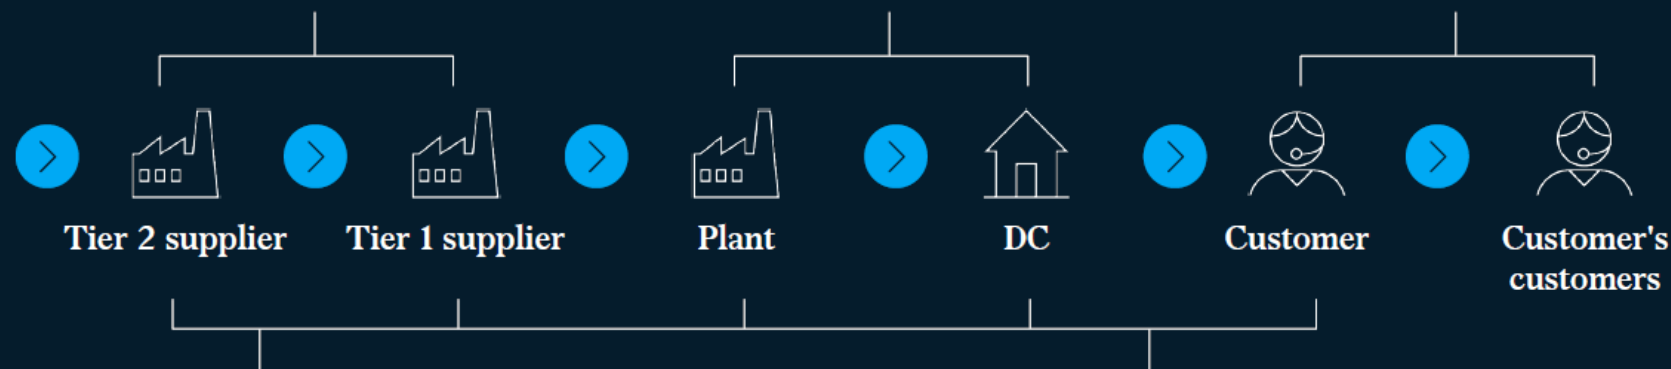 Tier 2 supplier
Tier 1 supplier
Plant
DC
Customer
Customer's
customers